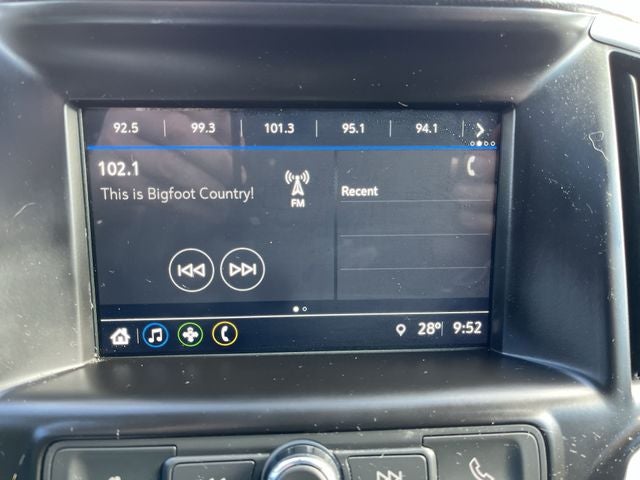 92.5 99.3 101.3 95.1 94.1
102.1
This is Bigfoot Country!
FM
Recent
28° 9:52